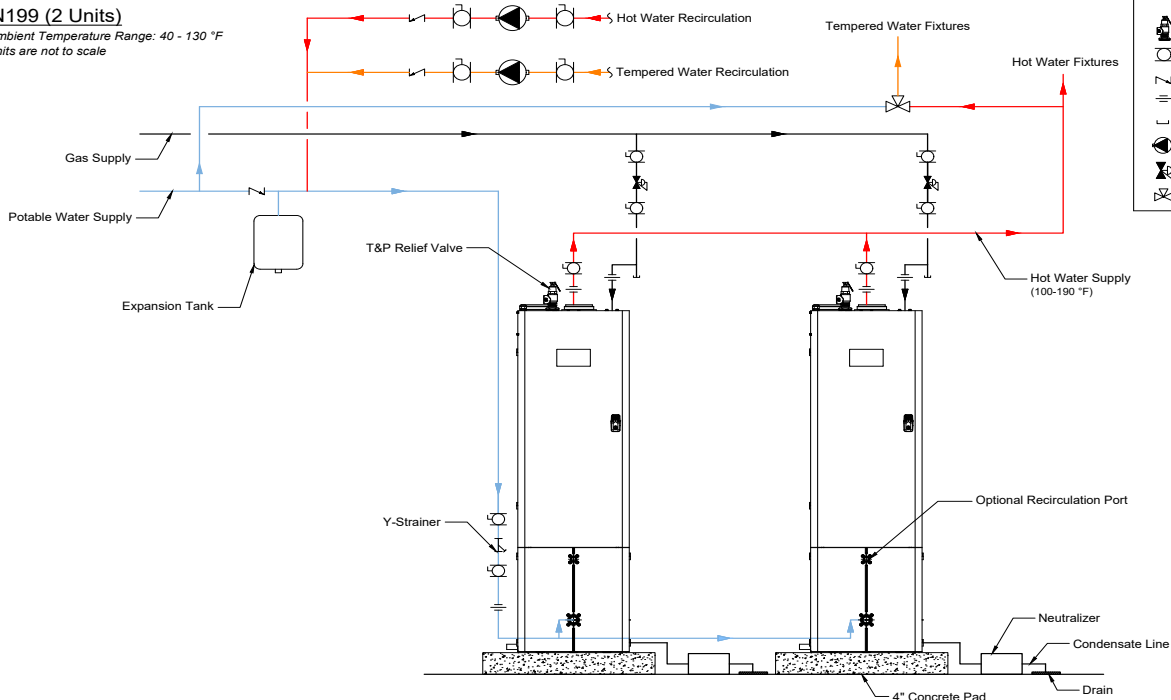 N199 (2 Units)
mbient Temperature Range: 40 - 130 °F
nits are not to scale
Hot Water Recirculation
Tempered Water Recirculation
Tempered Water Fixtures
Hot Water Fixtures
Gas Supply
Potable Water Supply
Expansion Tank
T&P Relief Valve
Hot Water Supply
(100-190 °F)
Y-Strainer
Optional Recirculation Port
Neutralizer
Condensate Line
Drain
4" Concrete Pad